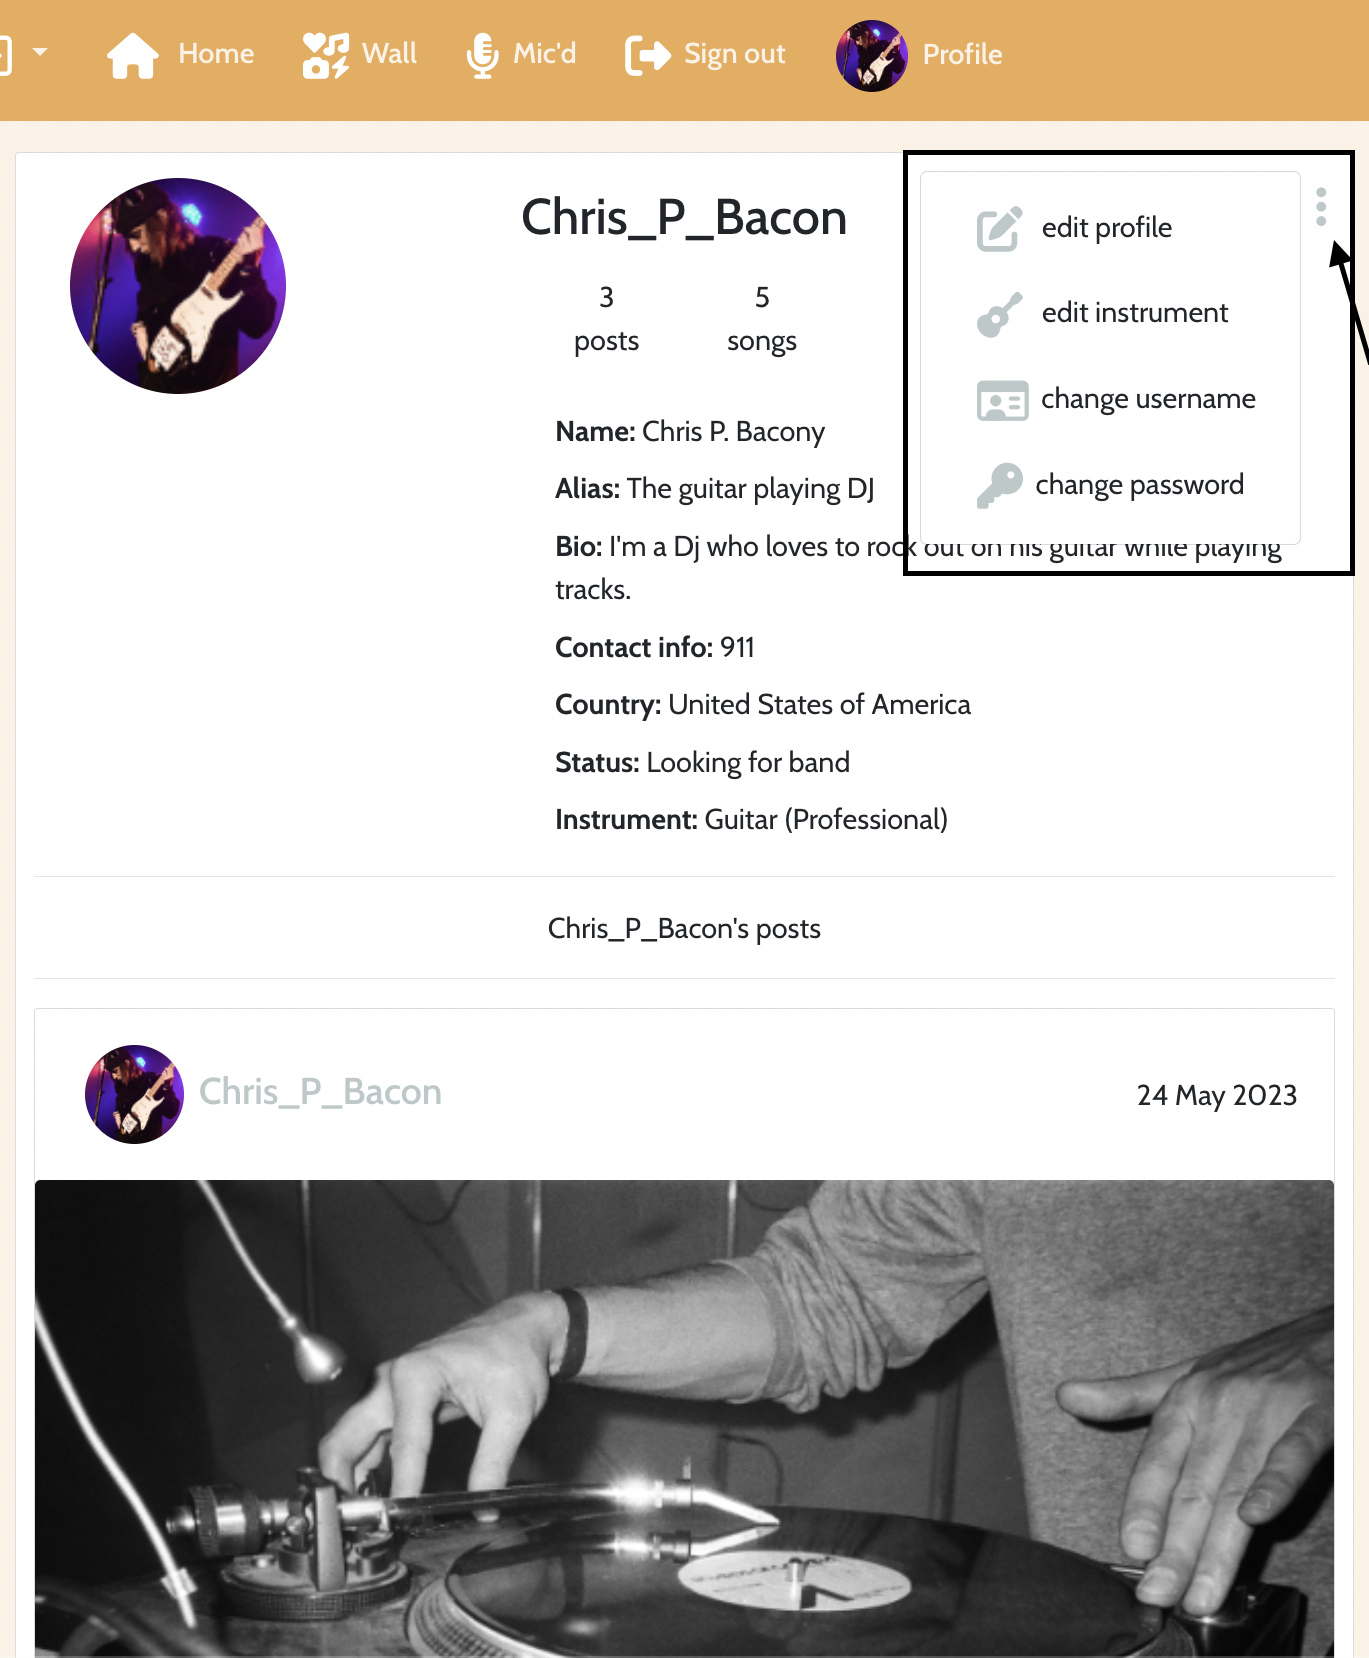 Home Wall Mic'd Sign out Profile
Chris_P_Bacon
3 5
posts songs
edit profile
edit instrument
change username
change password
Name: Chris P. Bacony
Alias: The guitar playing DJ
Bio: I'm a Dj who loves to rock out on his guitar while playing
tracks.
Contact info: 911
Country: United States of America
Status: Looking for band
Instrument: Guitar (Professional)
Chris_P_Bacon's posts
Chris_P_Bacon 24 May 2023